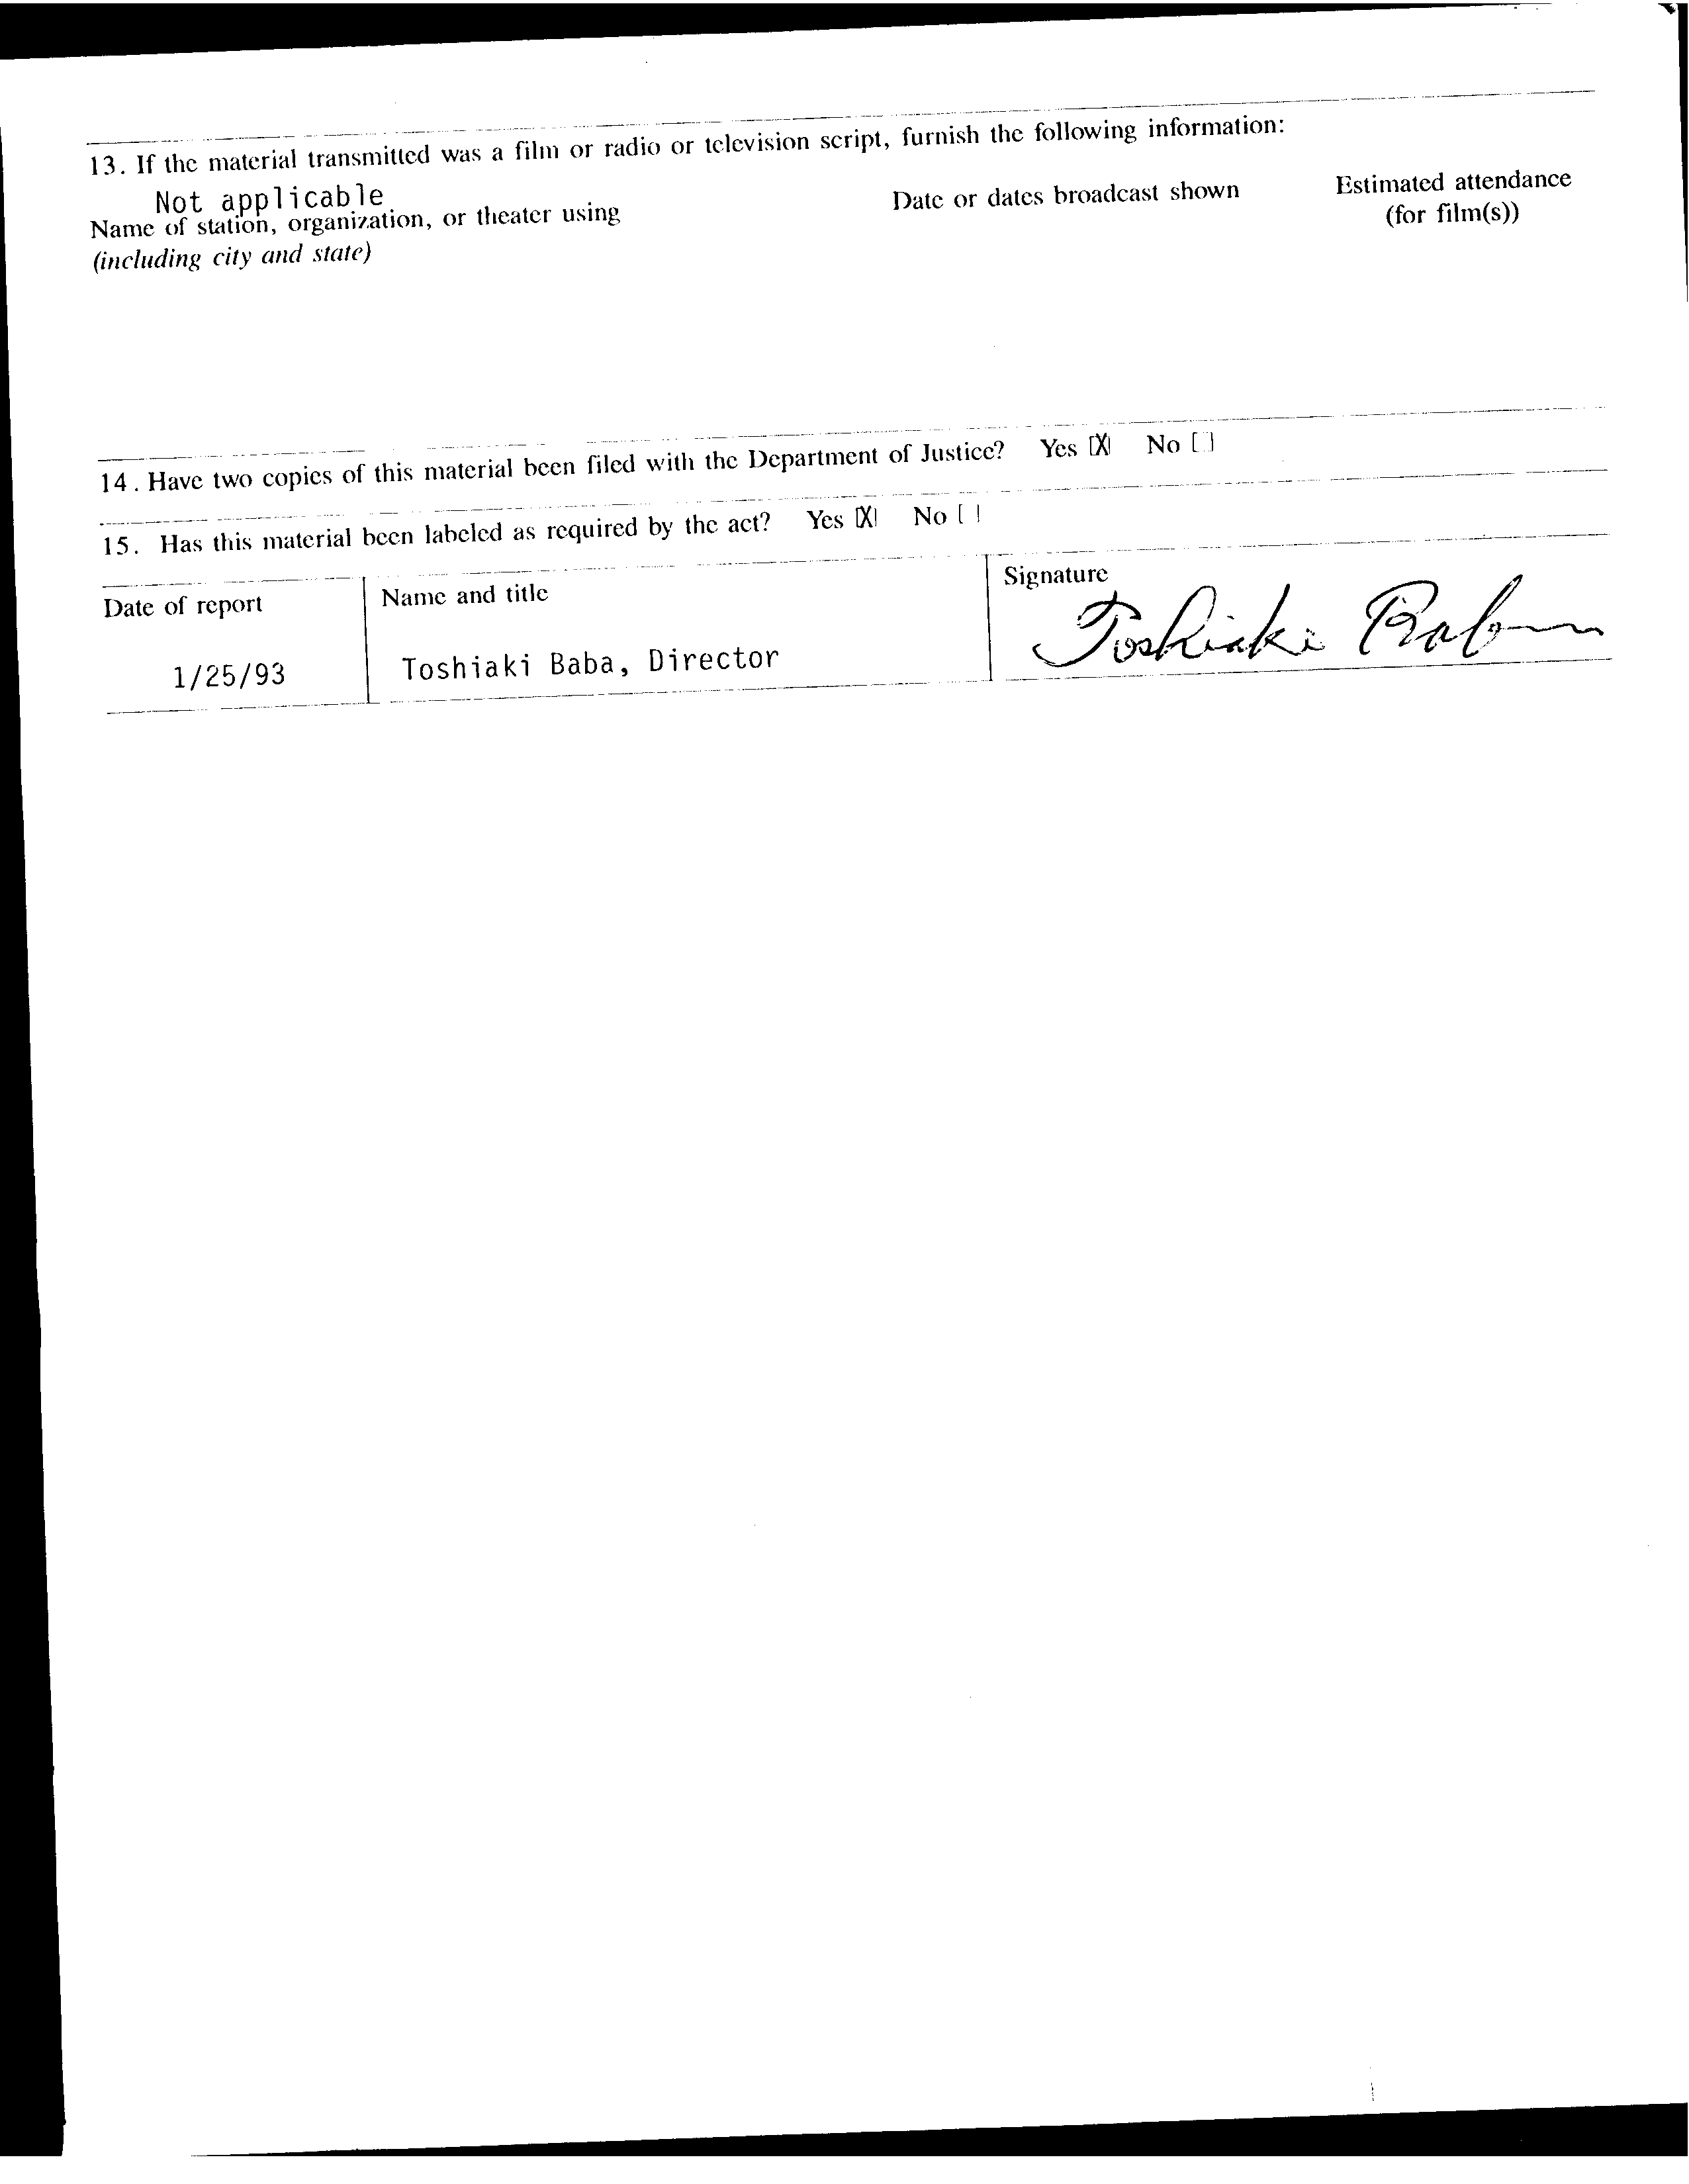 13. If the material transmitted was a film or radio or television script, furnish the following information:
Not applicable
Name of station, organization, or theater using
(including city and state)
Date or dates broadcast shown
Estimated attendance
(for film(s))
14. Have two copies of this material been filed with the Department of Justice? Yes [X] No [ ]
15. Has this material been labeled as required by the act? Yes [X] No [ ]
Date of report
1/25/93
Name and title
Toshiaki Baba, Director
Signature
Toshiaki Baba